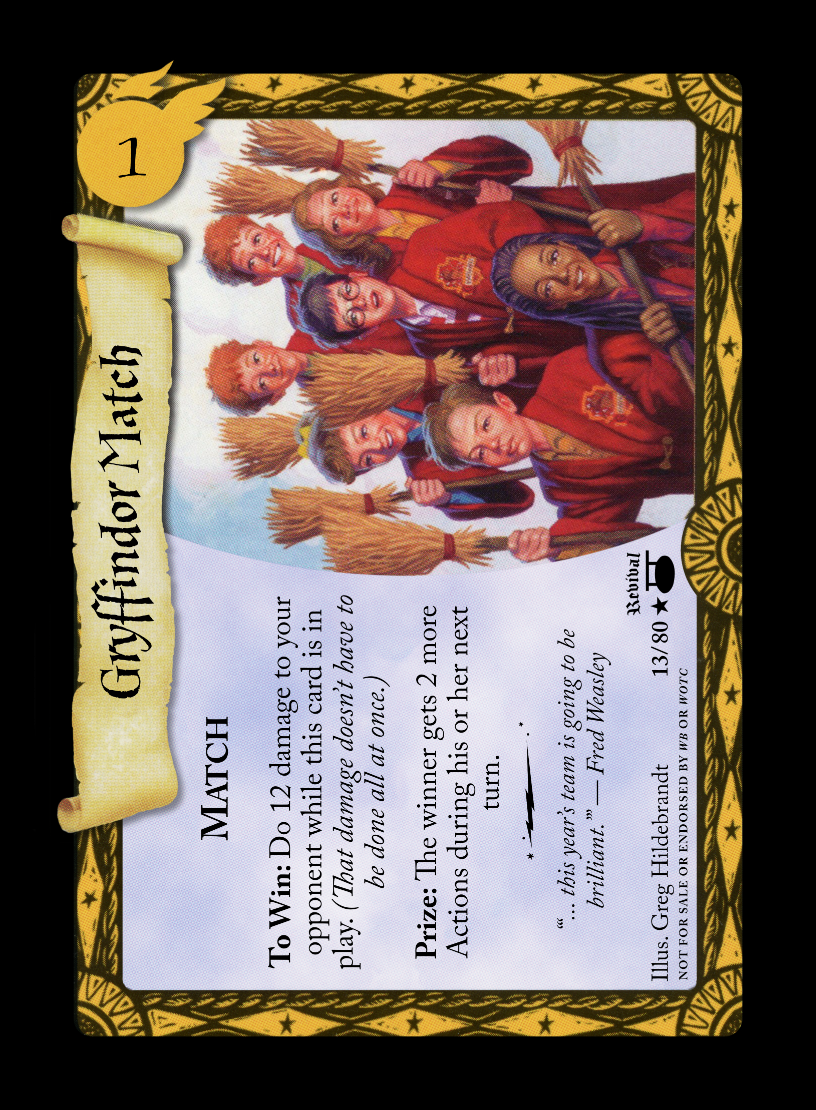 Gryffindor Match
1
MATCH
To Win: Do 12 damage to your
opponent while this card is in
play. (That damage doesn't have to
be done all at once.)
Prize: The winner gets 2 more
Actions during his or her next
turn.
“‘... this year's team is going to be
brilliant.’” — Fred Weasley
Revival
Illus. Greg Hildebrandt 13/80 ★
NOT FOR SALE OR ENDORSED BY WB OR WOTC